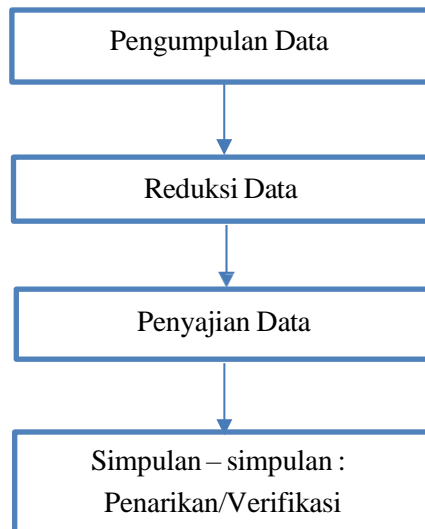 Pengumpulan Data
Reduksi Data
Penyajian Data
Simpulan – simpulan :
Penarikan/Verifikasi